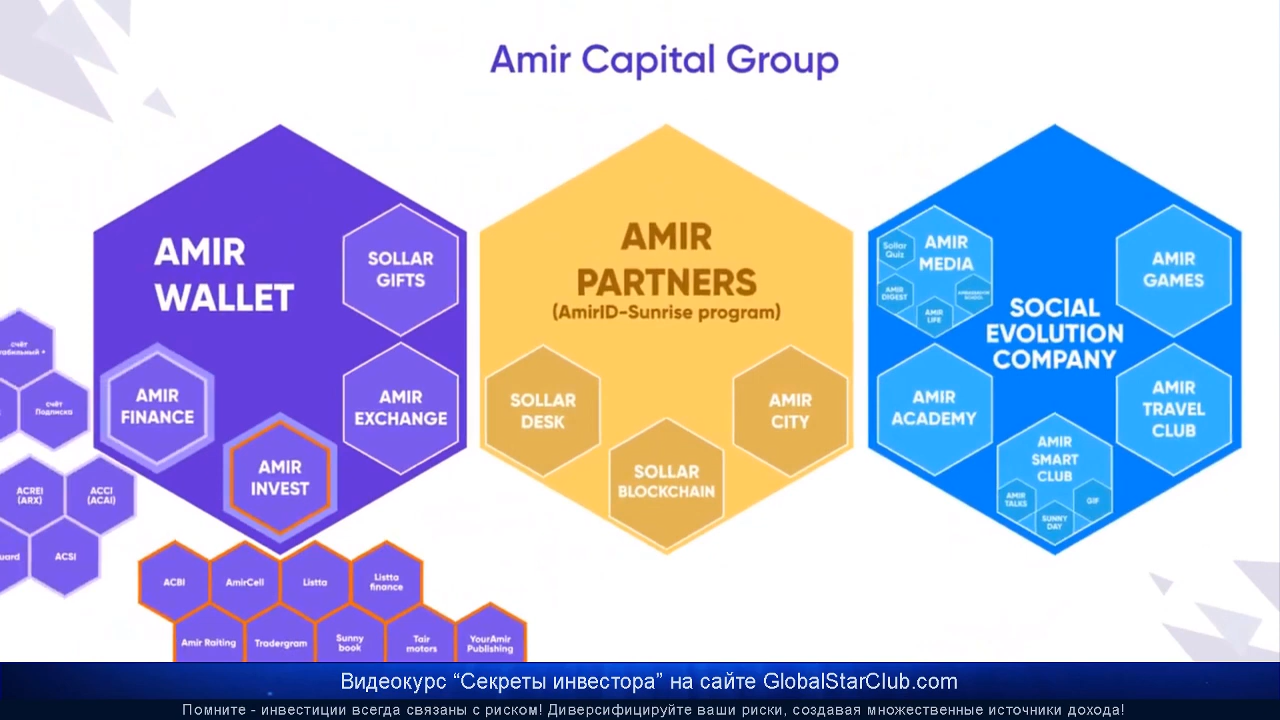 Amir Capital Group
AMIR
WALLET
SOLLAR
GIFTS
AMIR
FINANCE
AMIR
EXCHANGE
AMIR
INVEST
счёт
счёт
Подписка
ACREI
(ARX)
ACCI
(ACAI)
ACSI
ACBI
AmirCell
Listta
Listta
finance
Amir Raiting
Tradergram
Sunny
book
Tair
motors
YourAmir
Publishing
AMIR
PARTNERS
(AmirID-Sunrise program)
SOLLAR
DESK
AMIR
CITY
SOLLAR
BLOCKCHAIN
Sollar
Quiz
AMIR
MEDIA
AMIR
DIGEST
AMIR
LIFE
AMIR
GAMES
SOCIAL
EVOLUTION
COMPANY
AMIR
ACADEMY
AMIR
TRAVEL
CLUB
AMIR
SMART
CLUB
AMIR
TALKS
SUNNY
DAY
GIF
Видеокурс “Секреты инвестора” на сайте GlobalStarClub.com
Помните - инвестиции всегда связаны с риском! Диверсифицируйте ваши риски, создавая множественные источники дохода!